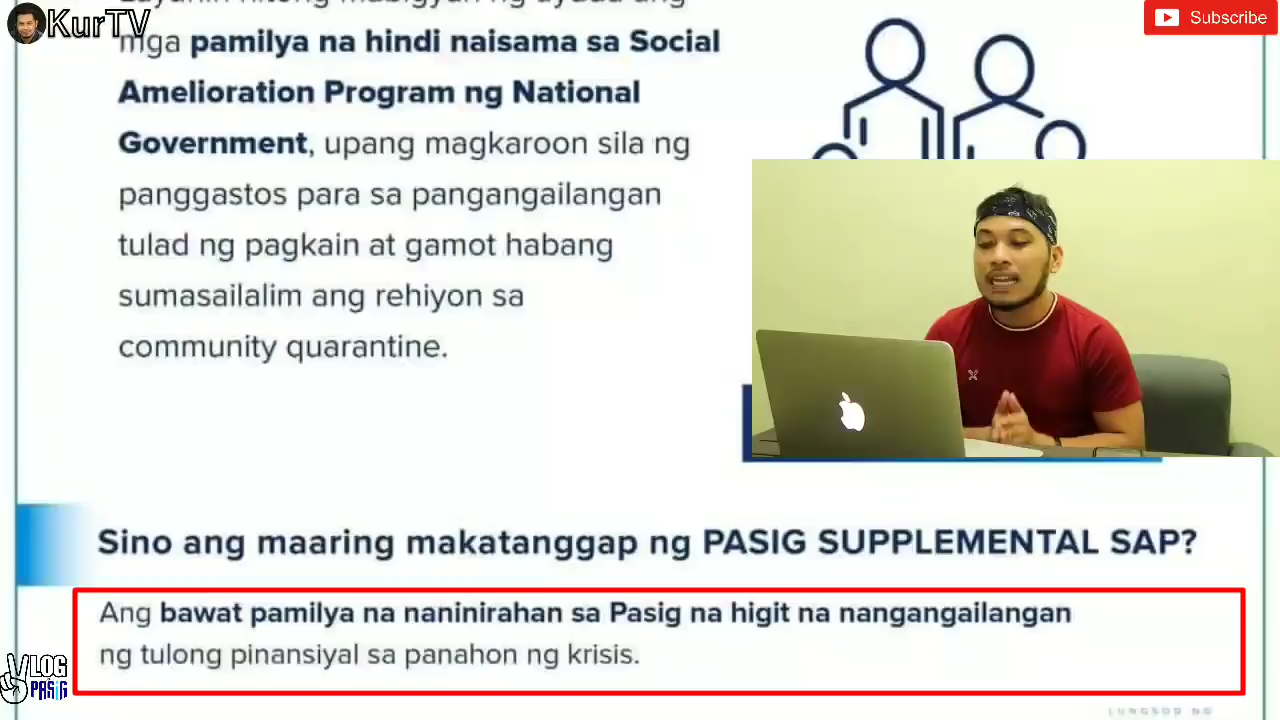 KurTV
Subscribe
mga pamilya na hindi naisama sa Social
Amelioration Program ng National
Government, upang magkaroon sila ng
panggastos para sa pangangailangan
tulad ng pagkain at gamot habang
sumasailalim ang rehiyon sa
community quarantine.
Sino ang maaring makatanggap ng PASIG SUPPLEMENTAL SAP?
Ang bawat pamilya na naninirahan sa Pasig na higit na nangangailangan
ng tulong pinansiyal sa panahon ng krisis.
VLOG
PASIG
LUNGSOD NG